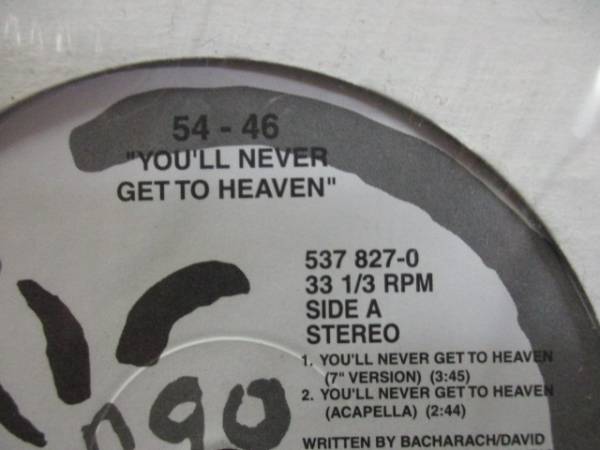 54 - 46
"YOU'LL NEVER
GET TO HEAVEN"
537 827-0
33 1/3 RPM
SIDE A
STEREO
1. YOU'LL NEVER GET TO HEAVEN
(7" VERSION) (3:45)
2. YOU'LL NEVER GET TO HEAVEN
(ACAPELLA) (2:44)
ngo
WRITTEN BY BACHARACH/DAVID